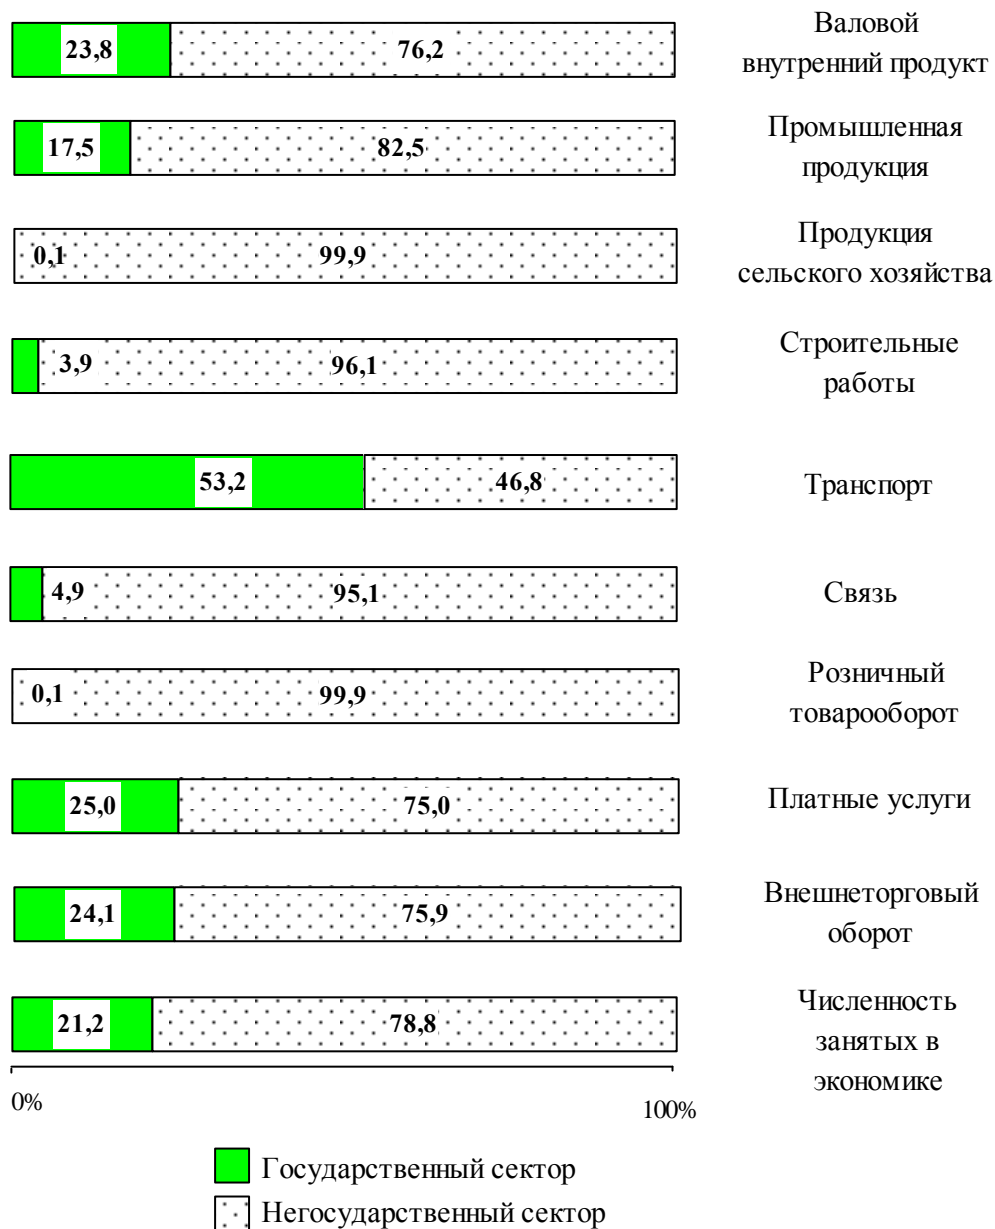 23,8 76,2 Валовой
внутренний продукт
17,5 82,5 Промышленная
продукция
0,1 99,9 Продукция
сельского хозяйства
3,9 96,1 Строительные
работы
53,2 46,8 Транспорт
4,9 95,1 Связь
0,1 99,9 Розничный
товарооборот
25,0 75,0 Платные услуги
24,1 75,9 Внешнеторговый
оборот
21,2 78,8 Численность
занятых в
экономике
0% 100%
Государственный сектор
Негосударственный сектор